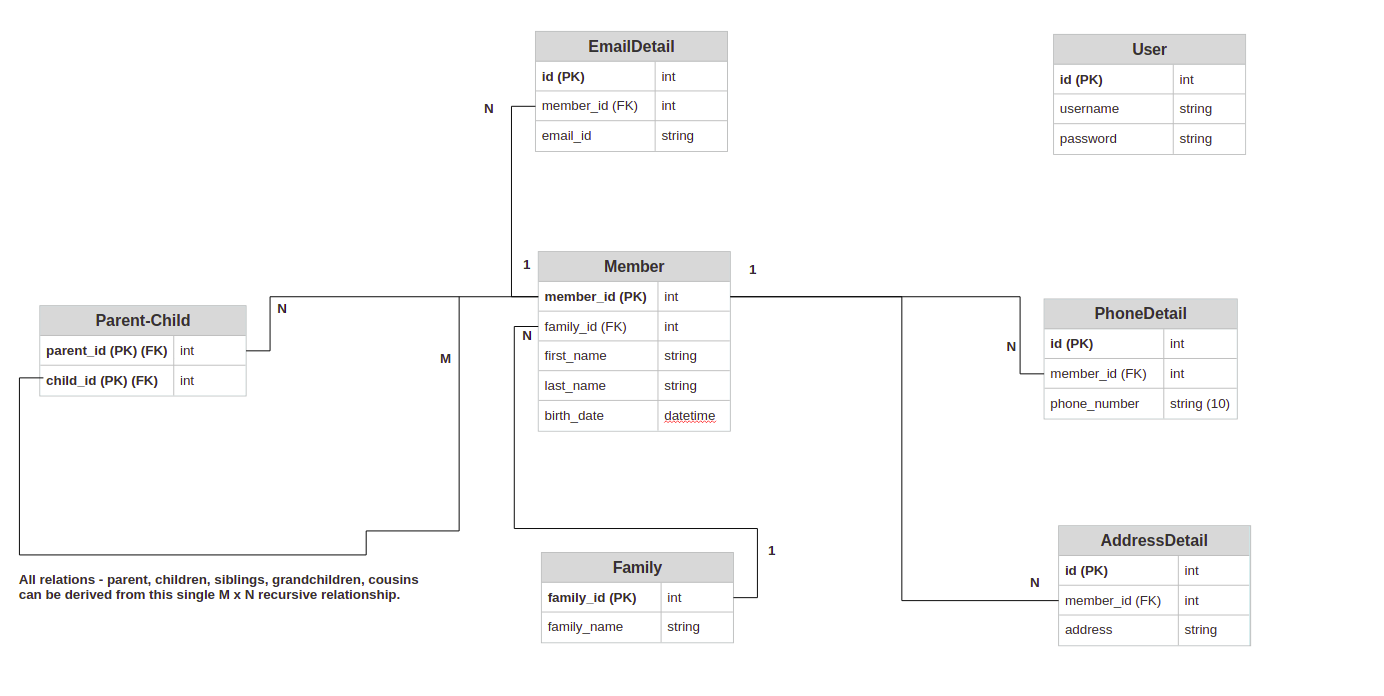 EmailDetail
id (PK) int
member_id (FK) int
email_id string
N
User
id (PK) int
username string
password string
1
Member
member_id (PK) int
family_id (FK) int
first_name string
last_name string
birth_date datetime
1
N
Parent-Child
parent_id (PK) (FK) int
child_id (PK) (FK) int
N
M
PhoneDetail
id (PK) int
member_id (FK) int
phone_number string (10)
N
All relations - parent, children, siblings, grandchildren, cousins
can be derived from this single M x N recursive relationship.
Family
family_id (PK) int
family_name string
1
AddressDetail
id (PK) int
member_id (FK) int
address string
N